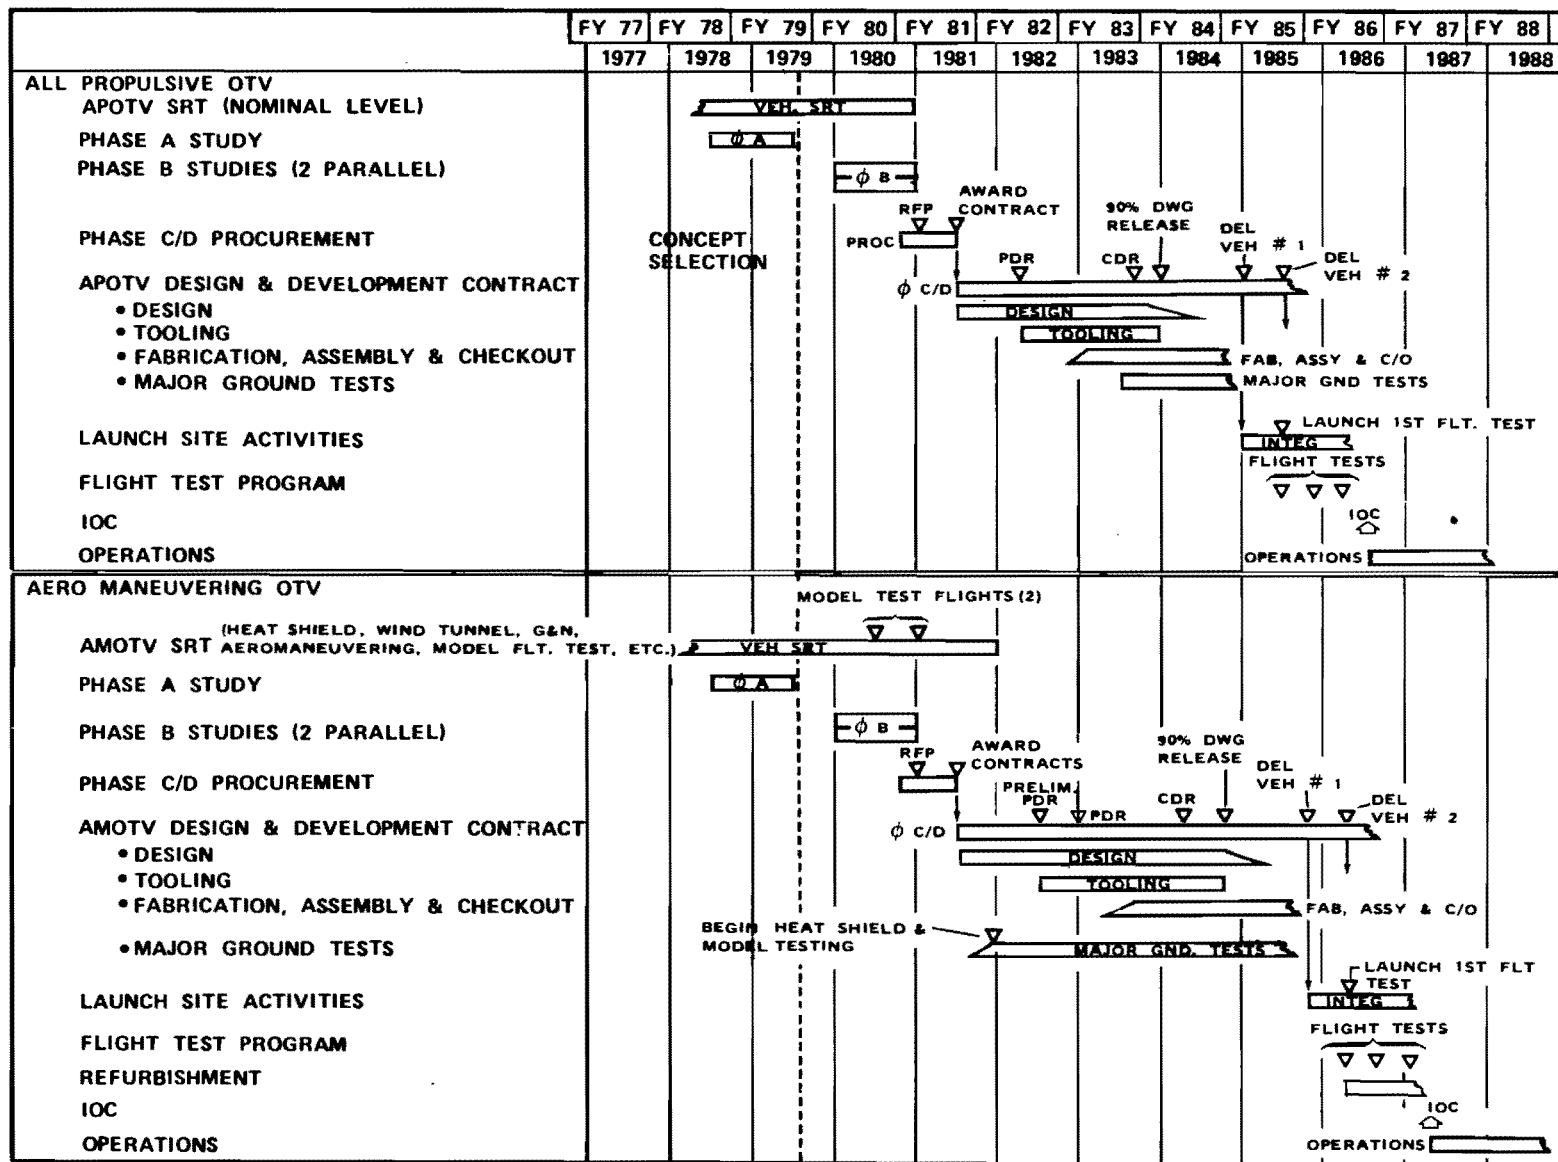 FY 77 FY 78 FY 79 FY 80 FY 81 FY 82 FY 83 FY 84 FY 85 FY 86 FY 87 FY 88
1977 1978 1979 1980 1981 1982 1983 1984 1985 1986 1987 1988
ALL PROPULSIVE OTV
APOTV SRT (NOMINAL LEVEL)
VEH. SRT
PHASE A STUDY
ϕ A
PHASE B STUDIES (2 PARALLEL)
ϕ B
PHASE C/D PROCUREMENT
CONCEPT
SELECTION
PROC
RFP
AWARD
CONTRACT
90% DWG
RELEASE
DEL
VEH # 1
DEL
VEH # 2
PDR
CDR
APOTV DESIGN & DEVELOPMENT CONTRACT
ϕ C/D
• DESIGN
DESIGN
• TOOLING
TOOLING
• FABRICATION, ASSEMBLY & CHECKOUT
FAB, ASSY & C/O
• MAJOR GROUND TESTS
MAJOR GND TESTS
LAUNCH 1ST FLT. TEST
LAUNCH SITE ACTIVITIES
INTEG
FLIGHT TESTS
FLIGHT TEST PROGRAM
IOC
IOC
OPERATIONS
OPERATIONS
AERO MANEUVERING OTV
MODEL TEST FLIGHTS (2)
AMOTV SRT (HEAT SHIELD, WIND TUNNEL, G&N,
AEROMANEUVERING, MODEL FLT. TEST, ETC.)
VEH SRT
PHASE A STUDY
ϕ A
PHASE B STUDIES (2 PARALLEL)
ϕ B
PHASE C/D PROCUREMENT
RFP
AWARD
CONTRACTS
90% DWG
RELEASE
DEL
VEH # 1
PRELIM.
PDR
PDR
CDR
DEL
VEH # 2
AMOTV DESIGN & DEVELOPMENT CONTRACT
ϕ C/D
• DESIGN
DESIGN
• TOOLING
TOOLING
• FABRICATION, ASSEMBLY & CHECKOUT
FAB, ASSY & C/O
BEGIN HEAT SHIELD &
MODEL TESTING
• MAJOR GROUND TESTS
MAJOR GND. TESTS
LAUNCH 1ST FLT
TEST
LAUNCH SITE ACTIVITIES
INTEG
FLIGHT TESTS
FLIGHT TEST PROGRAM
REFURBISHMENT
IOC
IOC
OPERATIONS
OPERATIONS